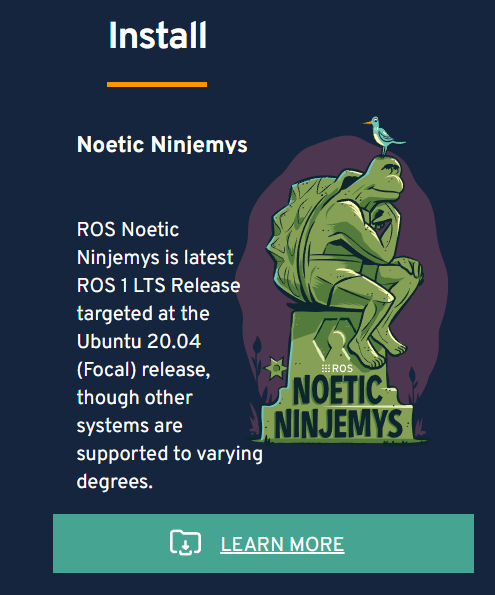 Install
Noetic Ninjemys
ROS Noetic
Ninjemys is latest
ROS 1 LTS Release
targeted at the
Ubuntu 20.04
(Focal) release,
though other
systems are
supported to varying
degrees.
ROS
NOETIC
NINJEMYS
LEARN MORE